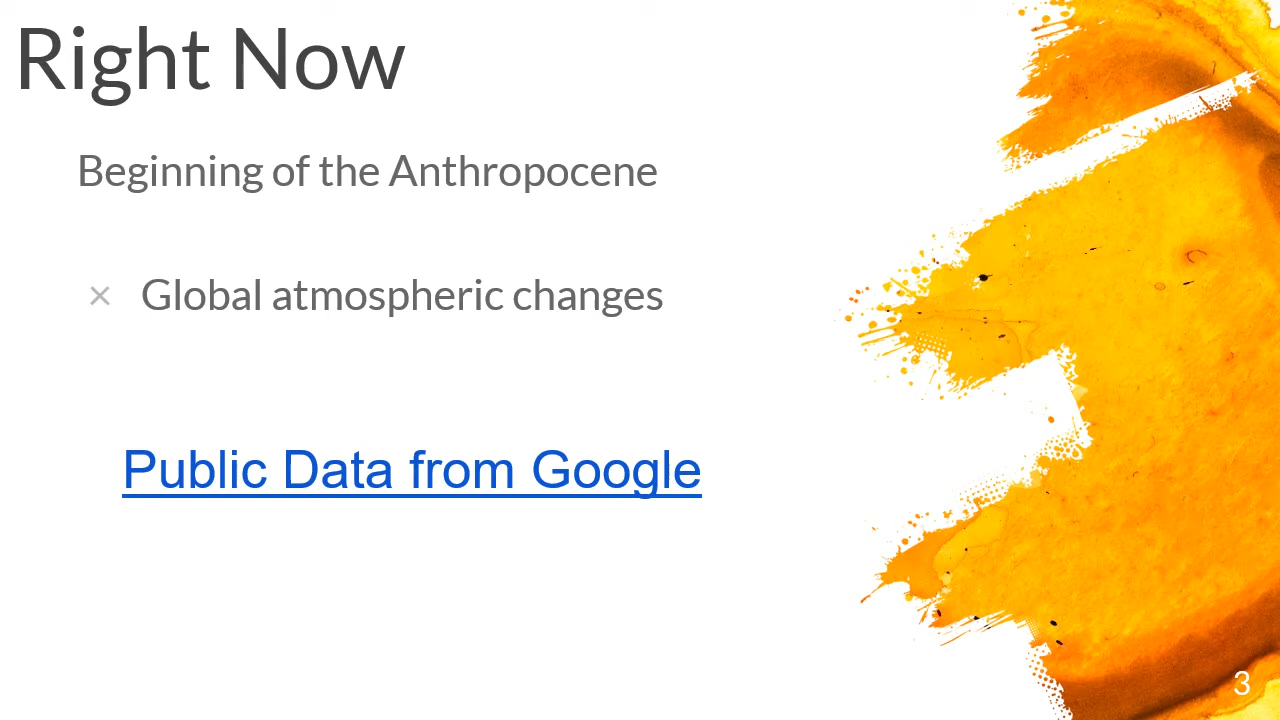 Right Now
Beginning of the Anthropocene
× Global atmospheric changes
Public Data from Google
3